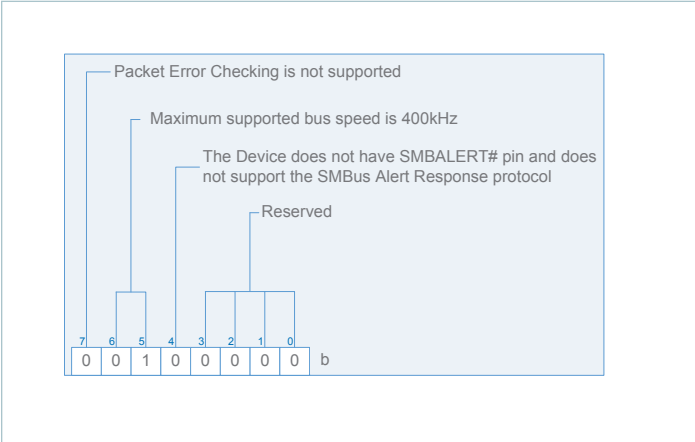 Packet Error Checking is not supported
Maximum supported bus speed is 400kHz
The Device does not have SMBALERT# pin and does
not support the SMBus Alert Response protocol
Reserved
7 6 5 4 3 2 1 0
0 0 1 0 0 0 0 0 b